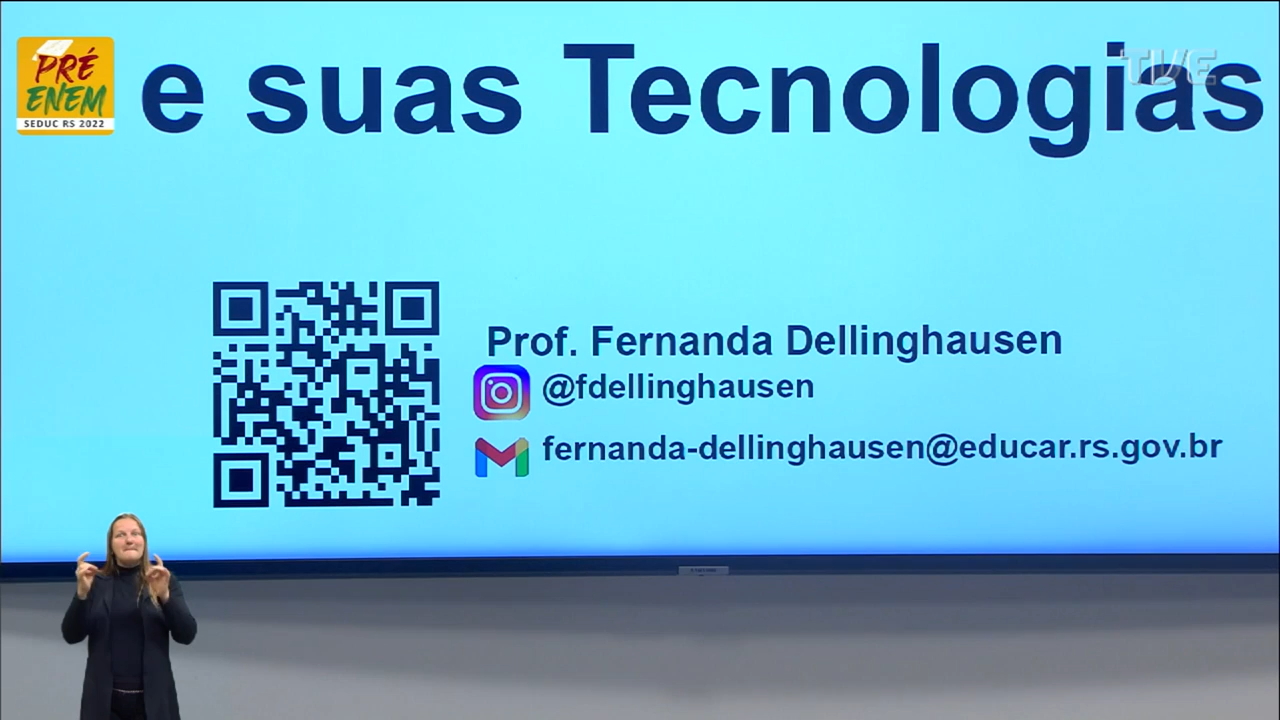 PRÉ
ENEM
SEDUC RS 2022
e suas Tecnologias
TVE
Prof. Fernanda Dellinghausen
@fdellinghausen
fernanda-dellinghausen@educar.rs.gov.br